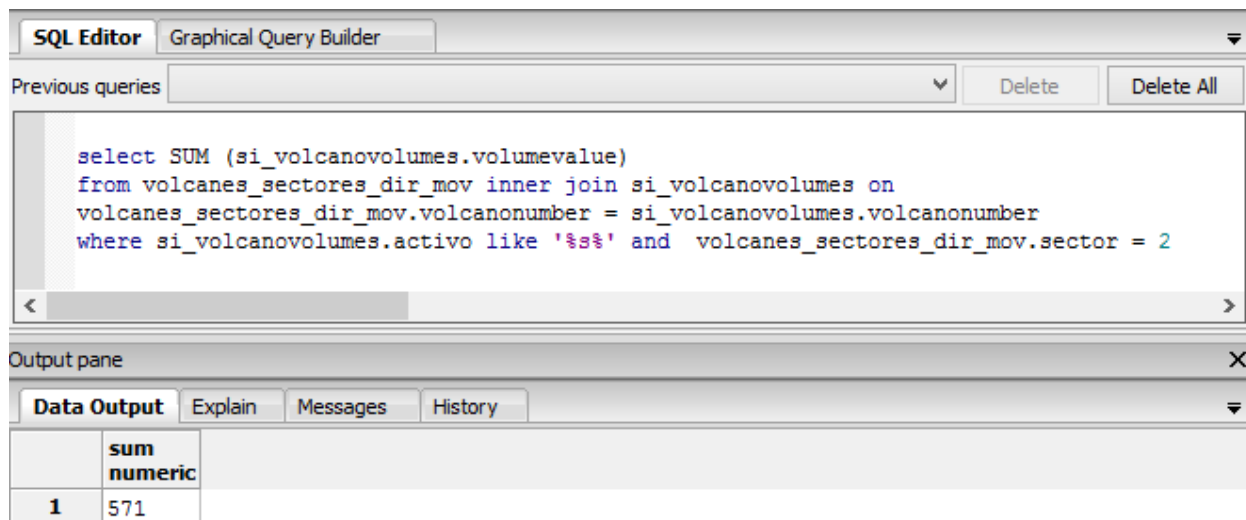 SQL Editor Graphical Query Builder
Previous queries Delete Delete All
select SUM (si_volcanovolumes.volumevalue)
from volcanes_sectores_dir_mov inner join si_volcanovolumes on
volcanes_sectores_dir_mov.volcanonumber = si_volcanovolumes.volcanonumber
where si_volcanovolumes.activo like '%s%' and  volcanes_sectores_dir_mov.sector = 2
Output pane
Data Output Explain Messages History
sum
numeric
1 571